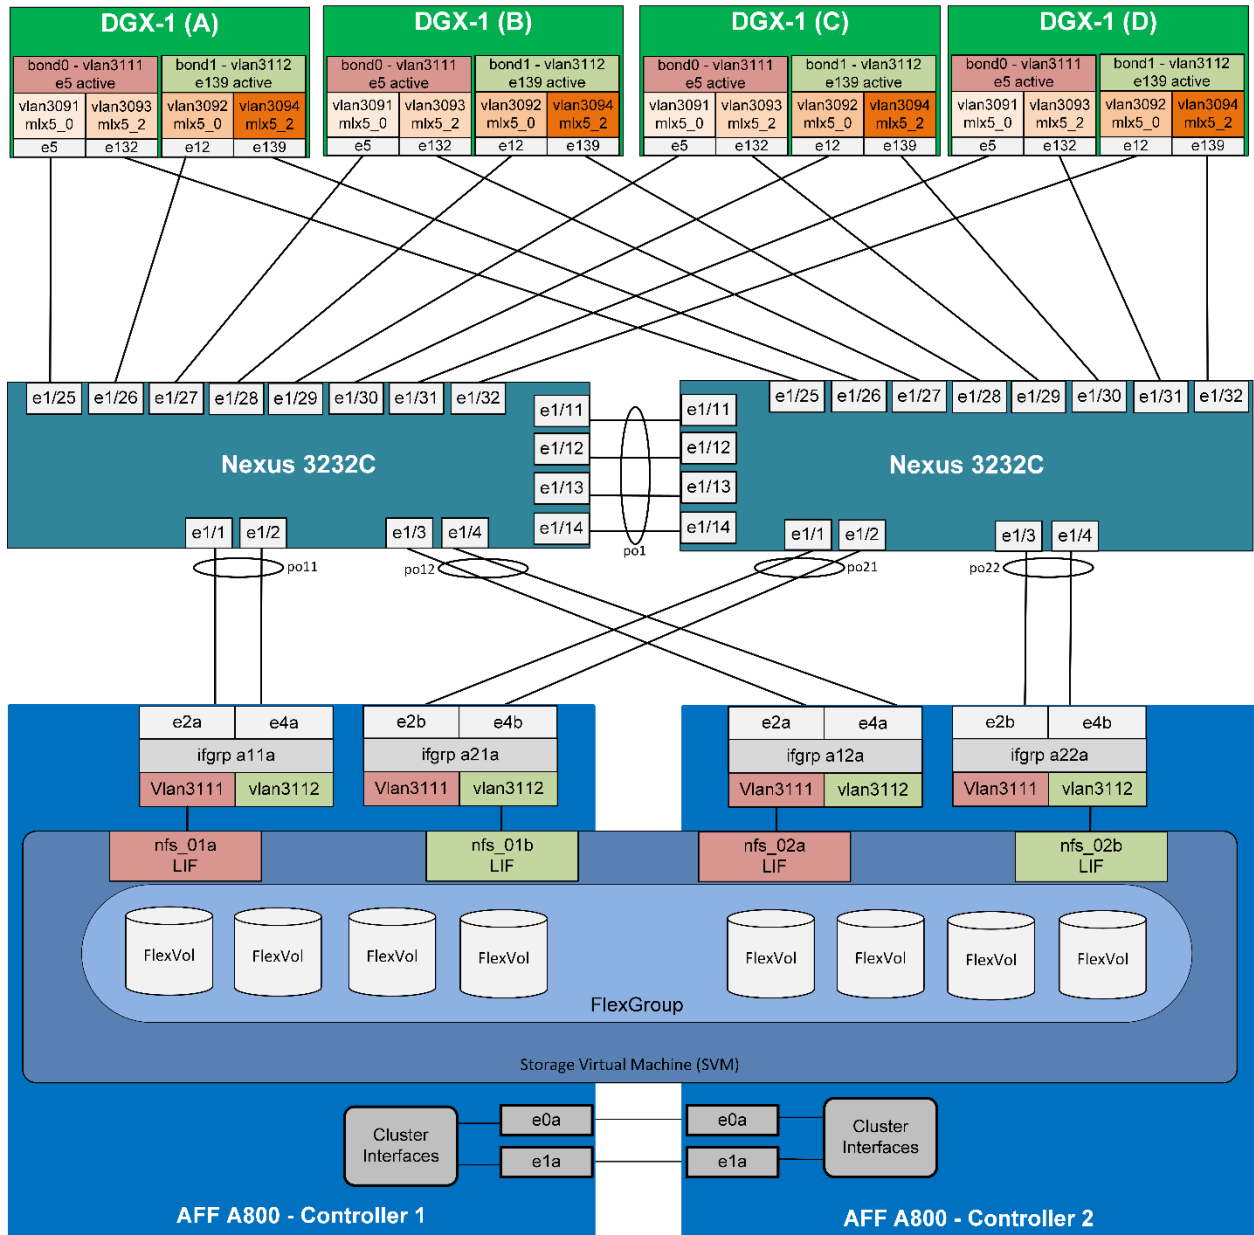 DGX-1 (A)
bond0 - vlan3111
e5 active
bond1 - vlan3112
e139 active
vlan3091
mlx5_0
vlan3093
mlx5_2
vlan3092
mlx5_0
vlan3094
mlx5_2
e5
e132
e12
e139
DGX-1 (B)
bond0 - vlan3111
e5 active
bond1 - vlan3112
e139 active
vlan3091
mlx5_0
vlan3093
mlx5_2
vlan3092
mlx5_0
vlan3094
mlx5_2
e5
e132
e12
e139
DGX-1 (C)
bond0 - vlan3111
e5 active
bond1 - vlan3112
e139 active
vlan3091
mlx5_0
vlan3093
mlx5_2
vlan3092
mlx5_0
vlan3094
mlx5_2
e5
e132
e12
e139
DGX-1 (D)
bond0 - vlan3111
e5 active
bond1 - vlan3112
e139 active
vlan3091
mlx5_0
vlan3093
mlx5_2
vlan3092
mlx5_0
vlan3094
mlx5_2
e5
e132
e12
e139
e1/25
e1/26
e1/27
e1/28
e1/29
e1/30
e1/31
e1/32
Nexus 3232C
e1/11
e1/12
e1/13
e1/14
e1/1
e1/2
e1/3
e1/4
po1
e1/25
e1/26
e1/27
e1/28
e1/29
e1/30
e1/31
e1/32
e1/11
e1/12
e1/13
e1/14
Nexus 3232C
e1/1
e1/2
e1/3
e1/4
po11
po12
po21
po22
e2a
e4a
ifgrp a11a
Vlan3111
vlan3112
e2b
e4b
ifgrp a21a
Vlan3111
vlan3112
e2a
e4a
ifgrp a12a
Vlan3111
vlan3112
e2b
e4b
ifgrp a22a
Vlan3111
vlan3112
nfs_01a
LIF
nfs_01b
LIF
nfs_02a
LIF
nfs_02b
LIF
FlexVol
FlexVol
FlexVol
FlexVol
FlexVol
FlexVol
FlexVol
FlexVol
FlexGroup
Storage Virtual Machine (SVM)
Cluster
Interfaces
e0a
e1a
e0a
e1a
Cluster
Interfaces
AFF A800 - Controller 1
AFF A800 - Controller 2